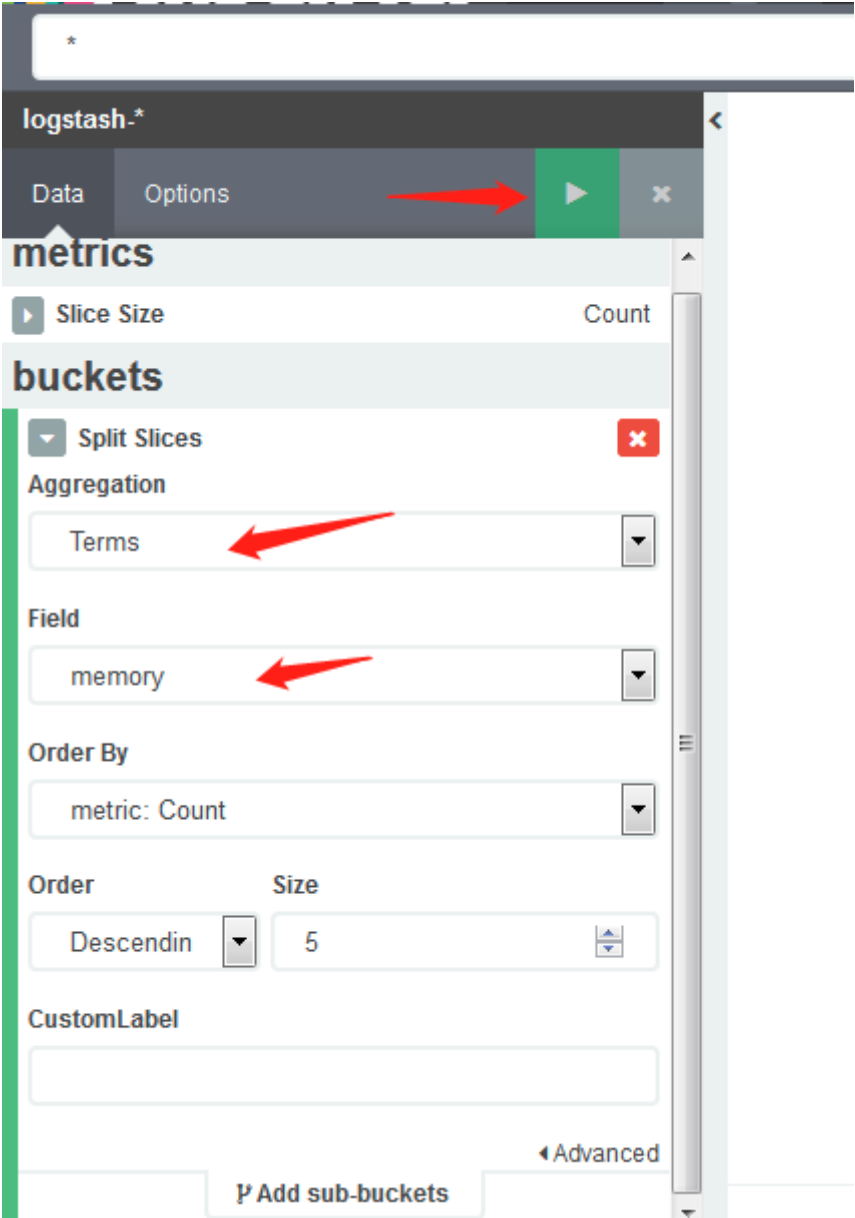 *
logstash-*
Data Options
metrics
Slice Size Count
buckets
Split Slices
Aggregation
Terms
Field
memory
Order By
metric: Count
Order Size
Descendin 5
CustomLabel
Advanced
Add sub-buckets